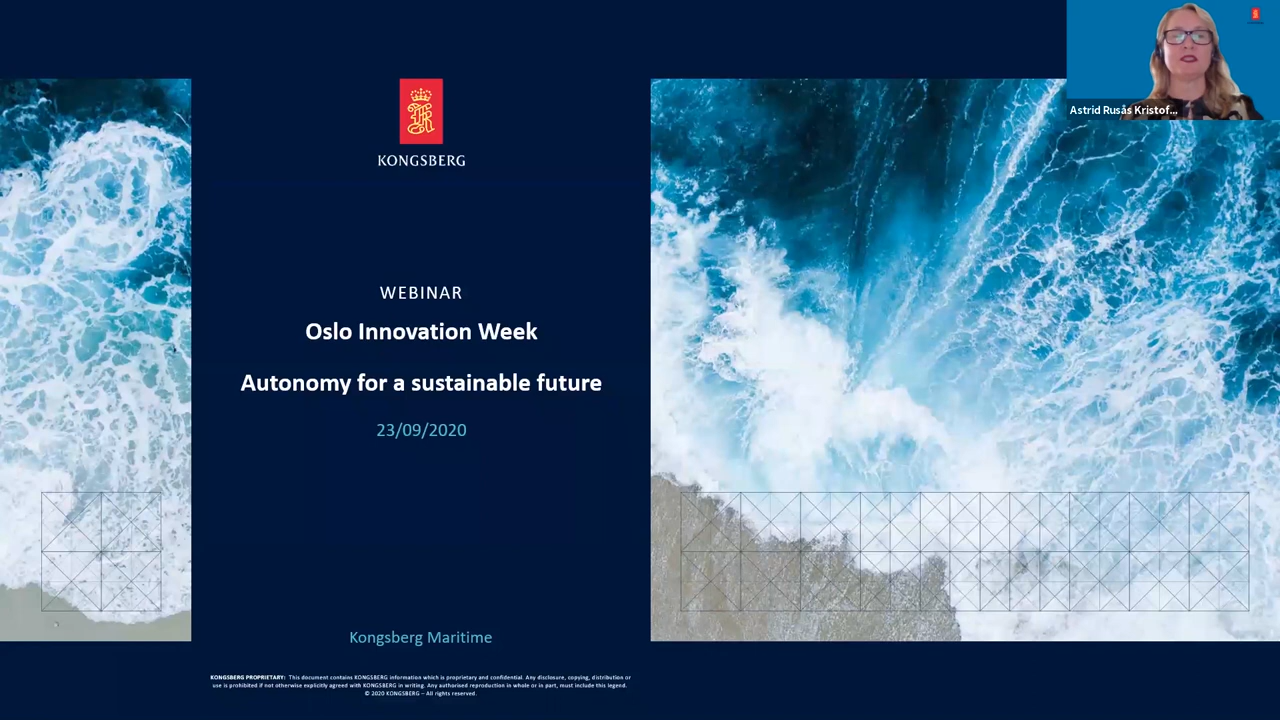 Astrid Rusås Kristof...
KONGSBERG
WEBINAR
Oslo Innovation Week
Autonomy for a sustainable future
23/09/2020
Kongsberg Maritime
KONGSBERG PROPRIETARY: This document contains KONGSBERG information which is proprietary and confidential. Any disclosure, copying, distribution or
use is prohibited if not otherwise explicitly agreed with KONGSBERG in writing. Any authorised reproduction in whole or in part, must include this legend.
© 2020 KONGSBERG – All rights reserved.